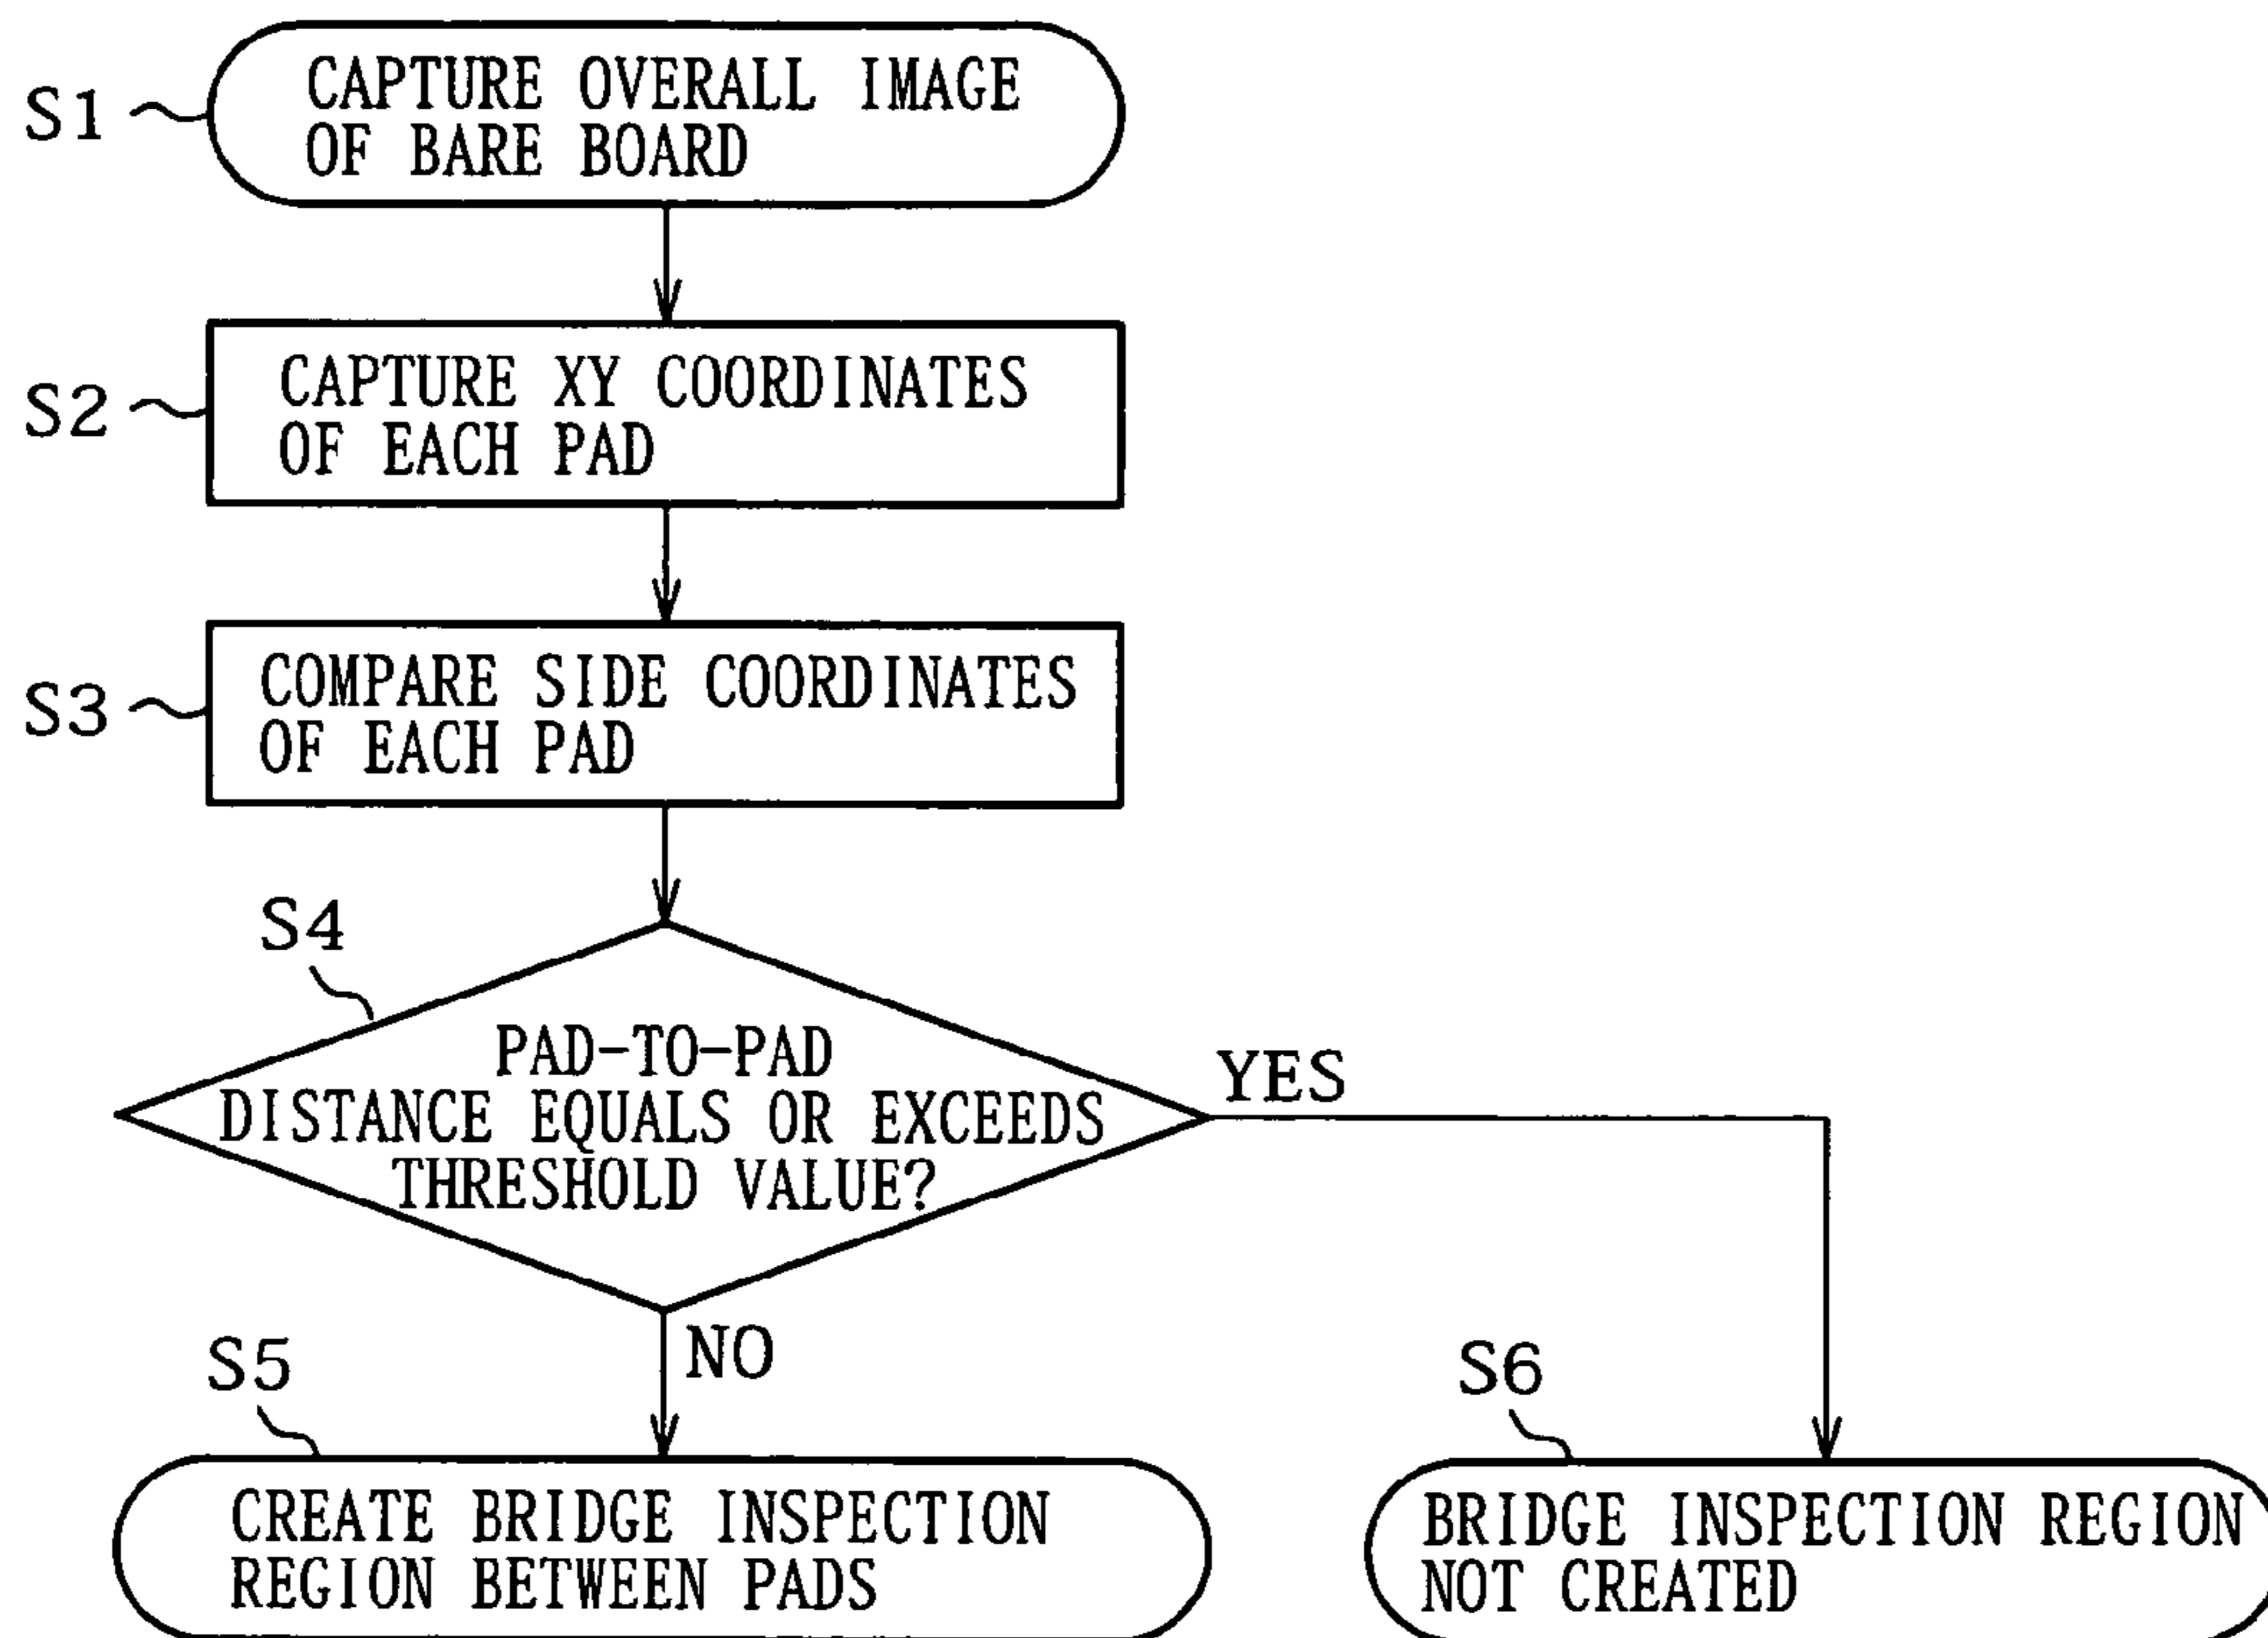 S1
CAPTURE OVERALL IMAGE
OF BARE BOARD
S2
CAPTURE XY COORDINATES
OF EACH PAD
S3
COMPARE SIDE COORDINATES
OF EACH PAD
S4
PAD-TO-PAD
DISTANCE EQUALS OR EXCEEDS
THRESHOLD VALUE?
YES
NO
S5
CREATE BRIDGE INSPECTION
REGION BETWEEN PADS
S6
BRIDGE INSPECTION REGION
NOT CREATED